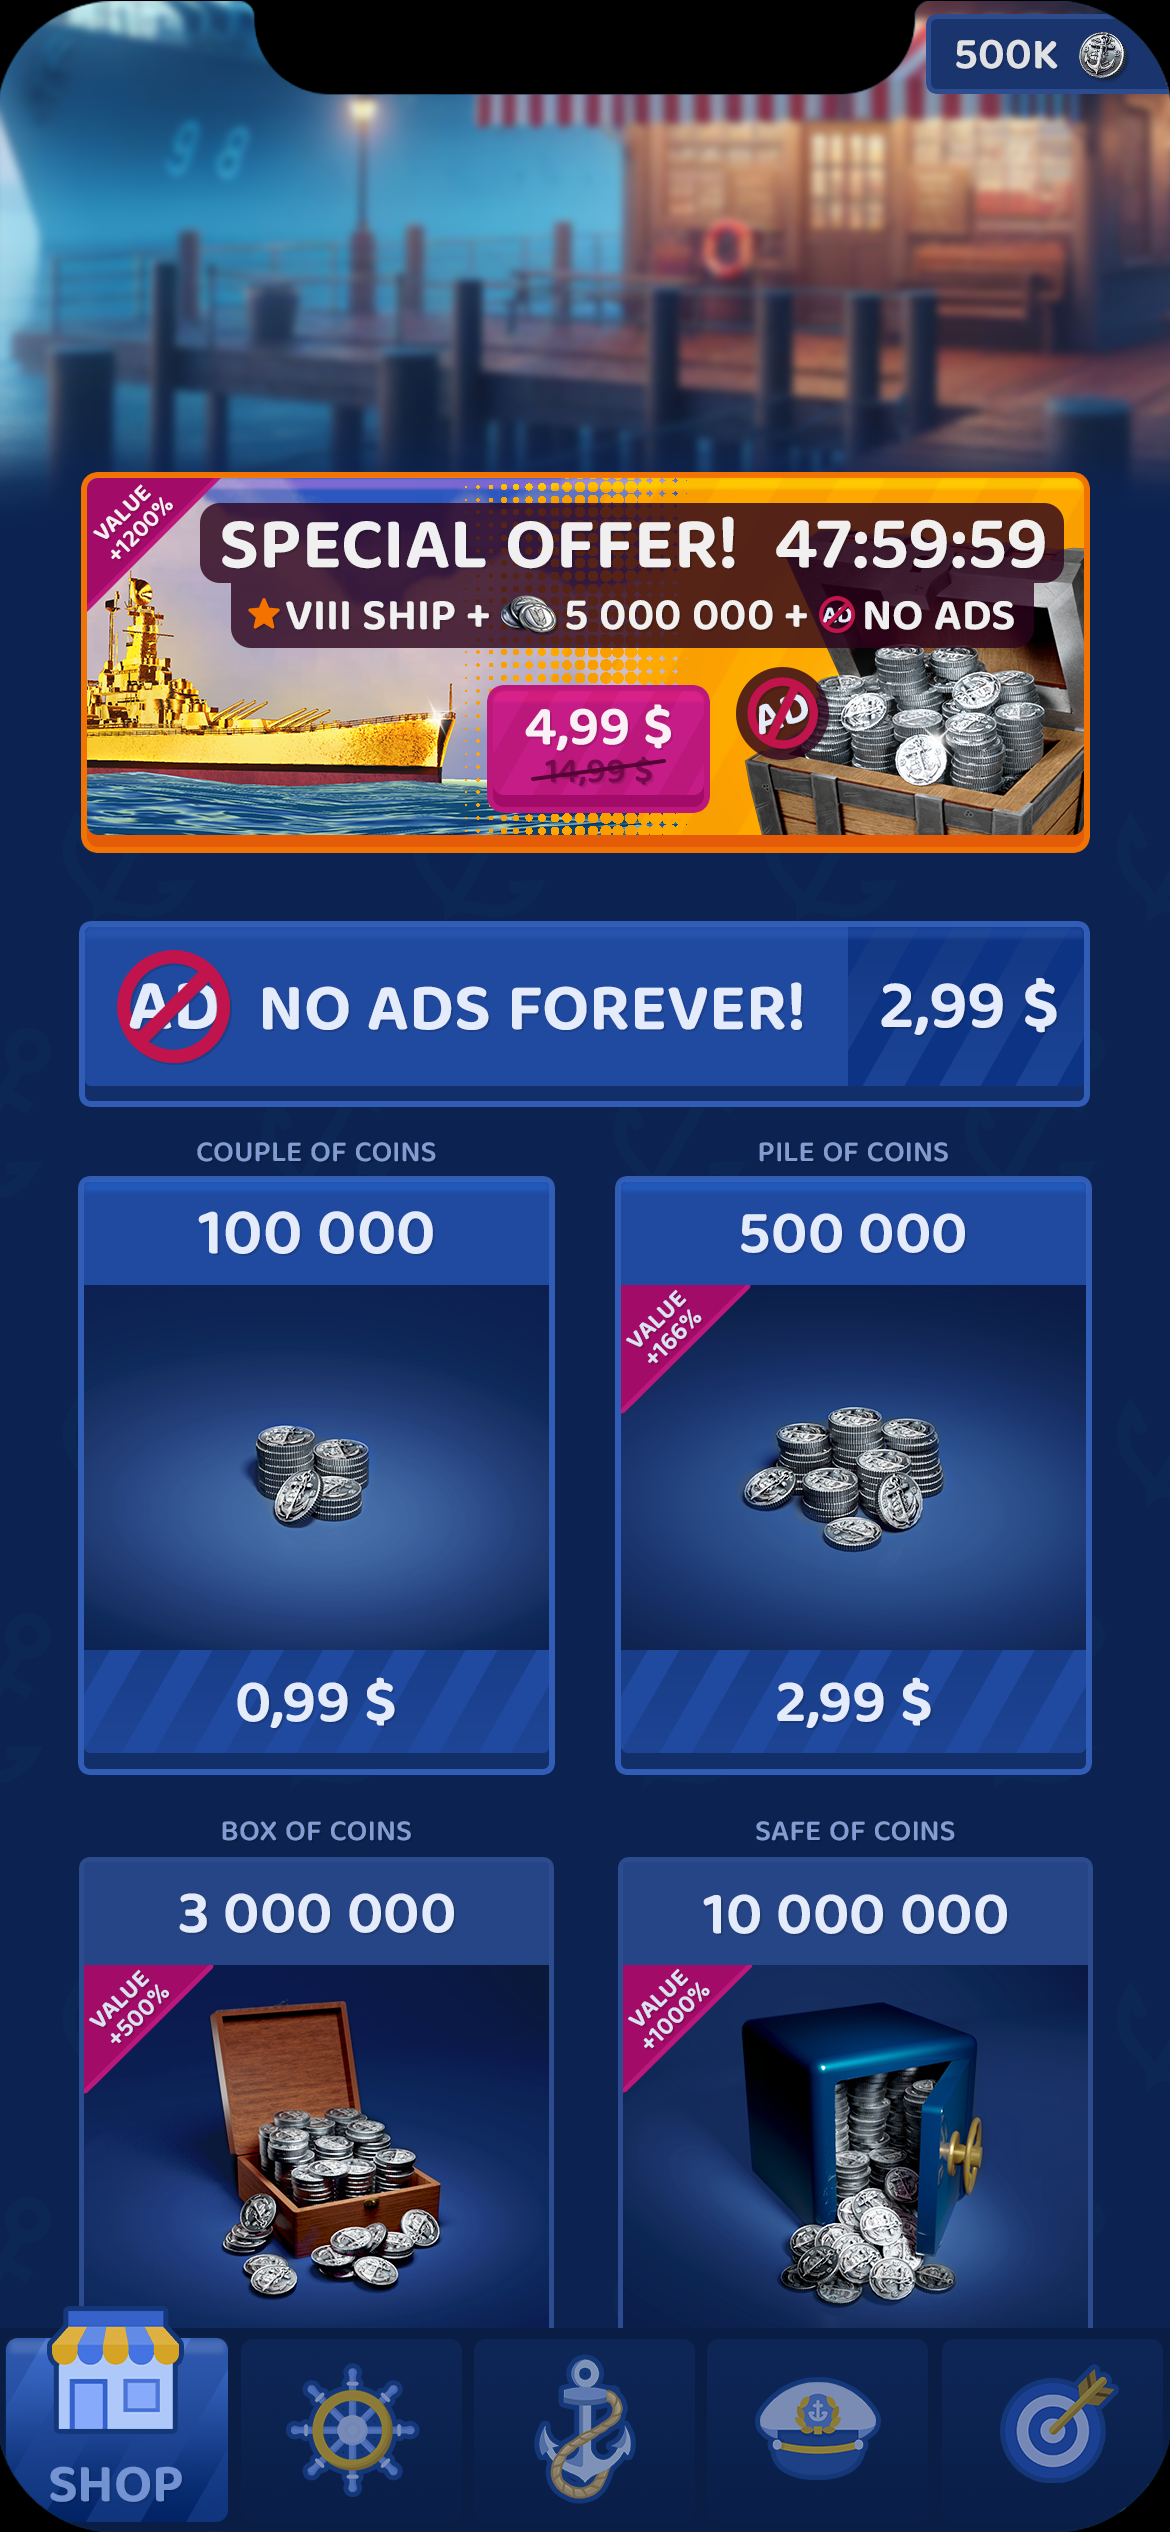 500K
98
VALUE
+1200%
SPECIAL OFFER! 47:59:59
VIII SHIP + 5 000 000 + AD NO ADS
4,99 $
14,99 $
AD
AD NO ADS FOREVER! 2,99 $
COUPLE OF COINS
100 000
0,99 $
PILE OF COINS
500 000
VALUE
+166%
2,99 $
BOX OF COINS
3 000 000
VALUE
+500%
SAFE OF COINS
10 000 000
VALUE
+1000%
SHOP